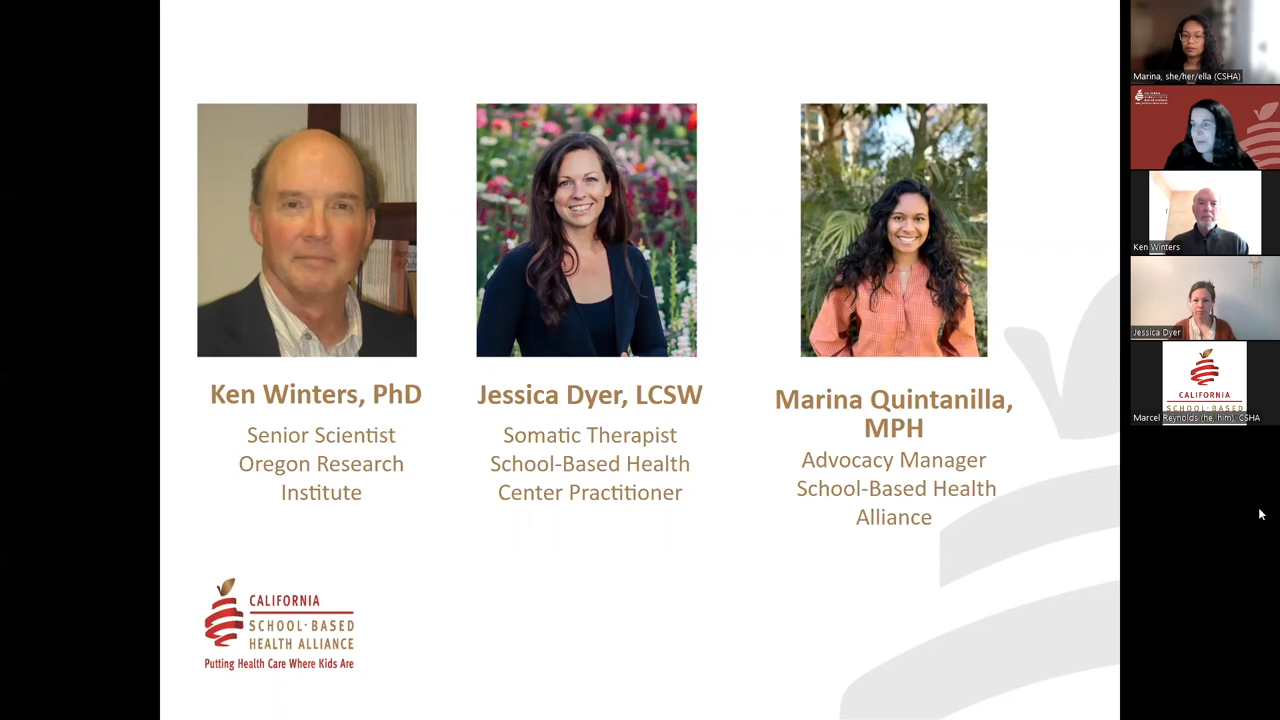 Ken Winters, PhD
Senior Scientist
Oregon Research
Institute
Jessica Dyer, LCSW
Somatic Therapist
School-Based Health
Center Practitioner
Marina Quintanilla,
MPH
Advocacy Manager
School-Based Health
Alliance
CALIFORNIA
SCHOOL-BASED
HEALTH ALLIANCE
Putting Health Care Where Kids Are
Marina, she/her/ella (CSHA)
Ken Winters
Jessica Dyer
CALIFORNIA
SCHOOL-BASED
Marcel Reynolds (he, him), CSHA